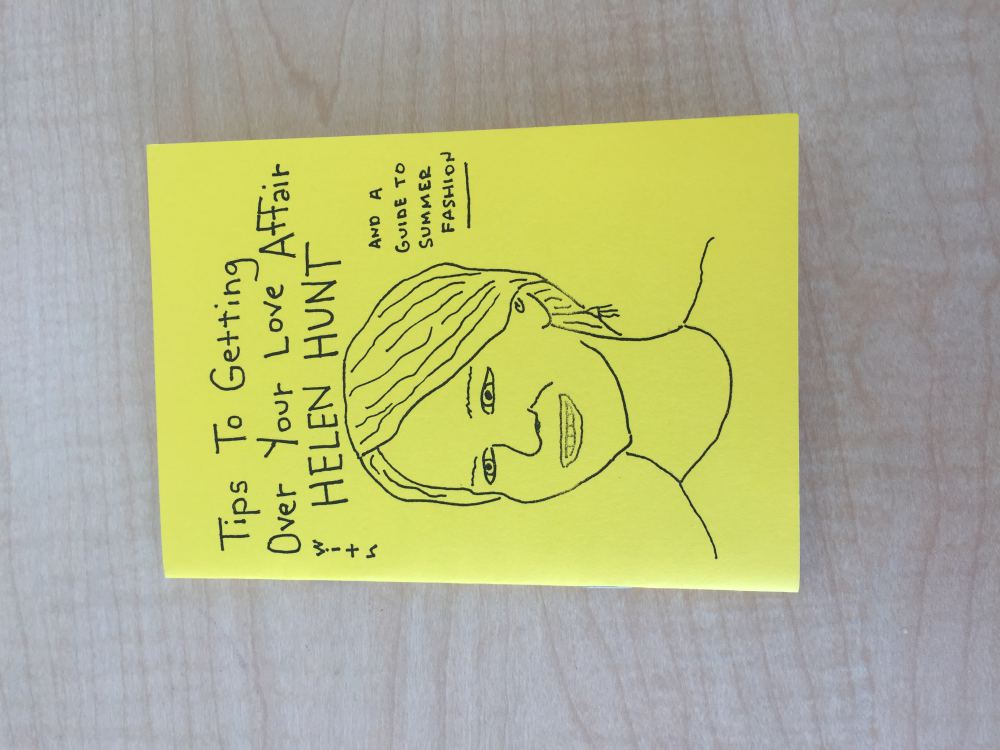 Tips To Getting
Over Your Love Affair
with HELEN HUNT
AND A
GUIDE TO
SUMMER
FASHION